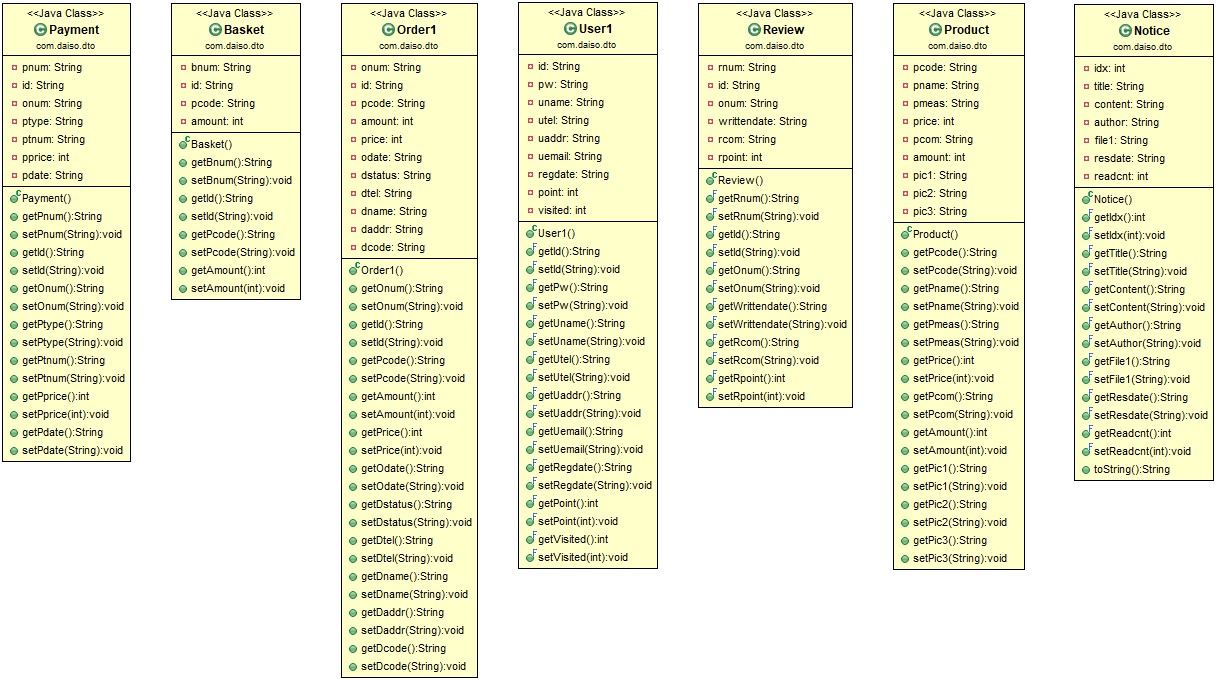 <<Java Class>>
Payment
com.daiso.dto
pnum: String
id: String
onum: String
ptype: String
ptnum: String
pprice: int
pdate: String
Payment()
getPnum():String
setPnum(String):void
getId():String
setId(String):void
getOnum():String
setOnum(String):void
getPtype():String
setPtype(String):void
getPtnum():String
setPtnum(String):void
getPprice():int
setPprice(int):void
getPdate():String
setPdate(String):void
<<Java Class>>
Basket
com.daiso.dto
bnum: String
id: String
pcode: String
amount: int
Basket()
getBnum():String
setBnum(String):void
getId():String
setId(String):void
getPcode():String
setPcode(String):void
getAmount():int
setAmount(int):void
<<Java Class>>
Order1
com.daiso.dto
onum: String
id: String
pcode: String
amount: int
price: int
odate: String
dstatus: String
dtel: String
dname: String
daddr: String
dcode: String
Order1()
getOnum():String
setOnum(String):void
getId():String
setId(String):void
getPcode():String
setPcode(String):void
getAmount():int
setAmount(int):void
getPrice():int
setPrice(int):void
getOdate():String
setOdate(String):void
getDstatus():String
setDstatus(String):void
getDtel():String
setDtel(String):void
getDname():String
setDname(String):void
getDaddr():String
setDaddr(String):void
getDcode():String
setDcode(String):void
<<Java Class>>
User1
com.daiso.dto
id: String
pw: String
uname: String
utel: String
uaddr: String
uemail: String
regdate: String
point: int
visited: int
User1()
getId():String
setId(String):void
getPw():String
setPw(String):void
getUname():String
setUname(String):void
getUtel():String
setUtel(String):void
getUaddr():String
setUaddr(String):void
getUemail():String
setUemail(String):void
getRegdate():String
setRegdate(String):void
getPoint():int
setPoint(int):void
getVisited():int
setVisited(int):void
<<Java Class>>
Review
com.daiso.dto
rnum: String
id: String
onum: String
writtendate: String
rcom: String
rpoint: int
Review()
getRnum():String
setRnum(String):void
getId():String
setId(String):void
getOnum():String
setOnum(String):void
getWrittendate():String
setWrittendate(String):void
getRcom():String
setRcom(String):void
getRpoint():int
setRpoint(int):void
<<Java Class>>
Product
com.daiso.dto
pcode: String
pname: String
pmeas: String
price: int
pcom: String
amount: int
pic1: String
pic2: String
pic3: String
Product()
getPcode():String
setPcode(String):void
getPname():String
setPname(String):void
getPmeas():String
setPmeas(String):void
getPrice():int
setPrice(int):void
getPcom():String
setPcom(String):void
getAmount():int
setAmount(int):void
getPic1():String
setPic1(String):void
getPic2():String
setPic2(String):void
getPic3():String
setPic3(String):void
<<Java Class>>
Notice
com.daiso.dto
idx: int
title: String
content: String
author: String
file1: String
resdate: String
readcnt: int
Notice()
getIdx():int
setIdx(int):void
getTitle():String
setTitle(String):void
getContent():String
setContent(String):void
getAuthor():String
setAuthor(String):void
getFile1():String
setFile1(String):void
getResdate():String
setResdate(String):void
getReadcnt():int
setReadcnt(int):void
toString():String